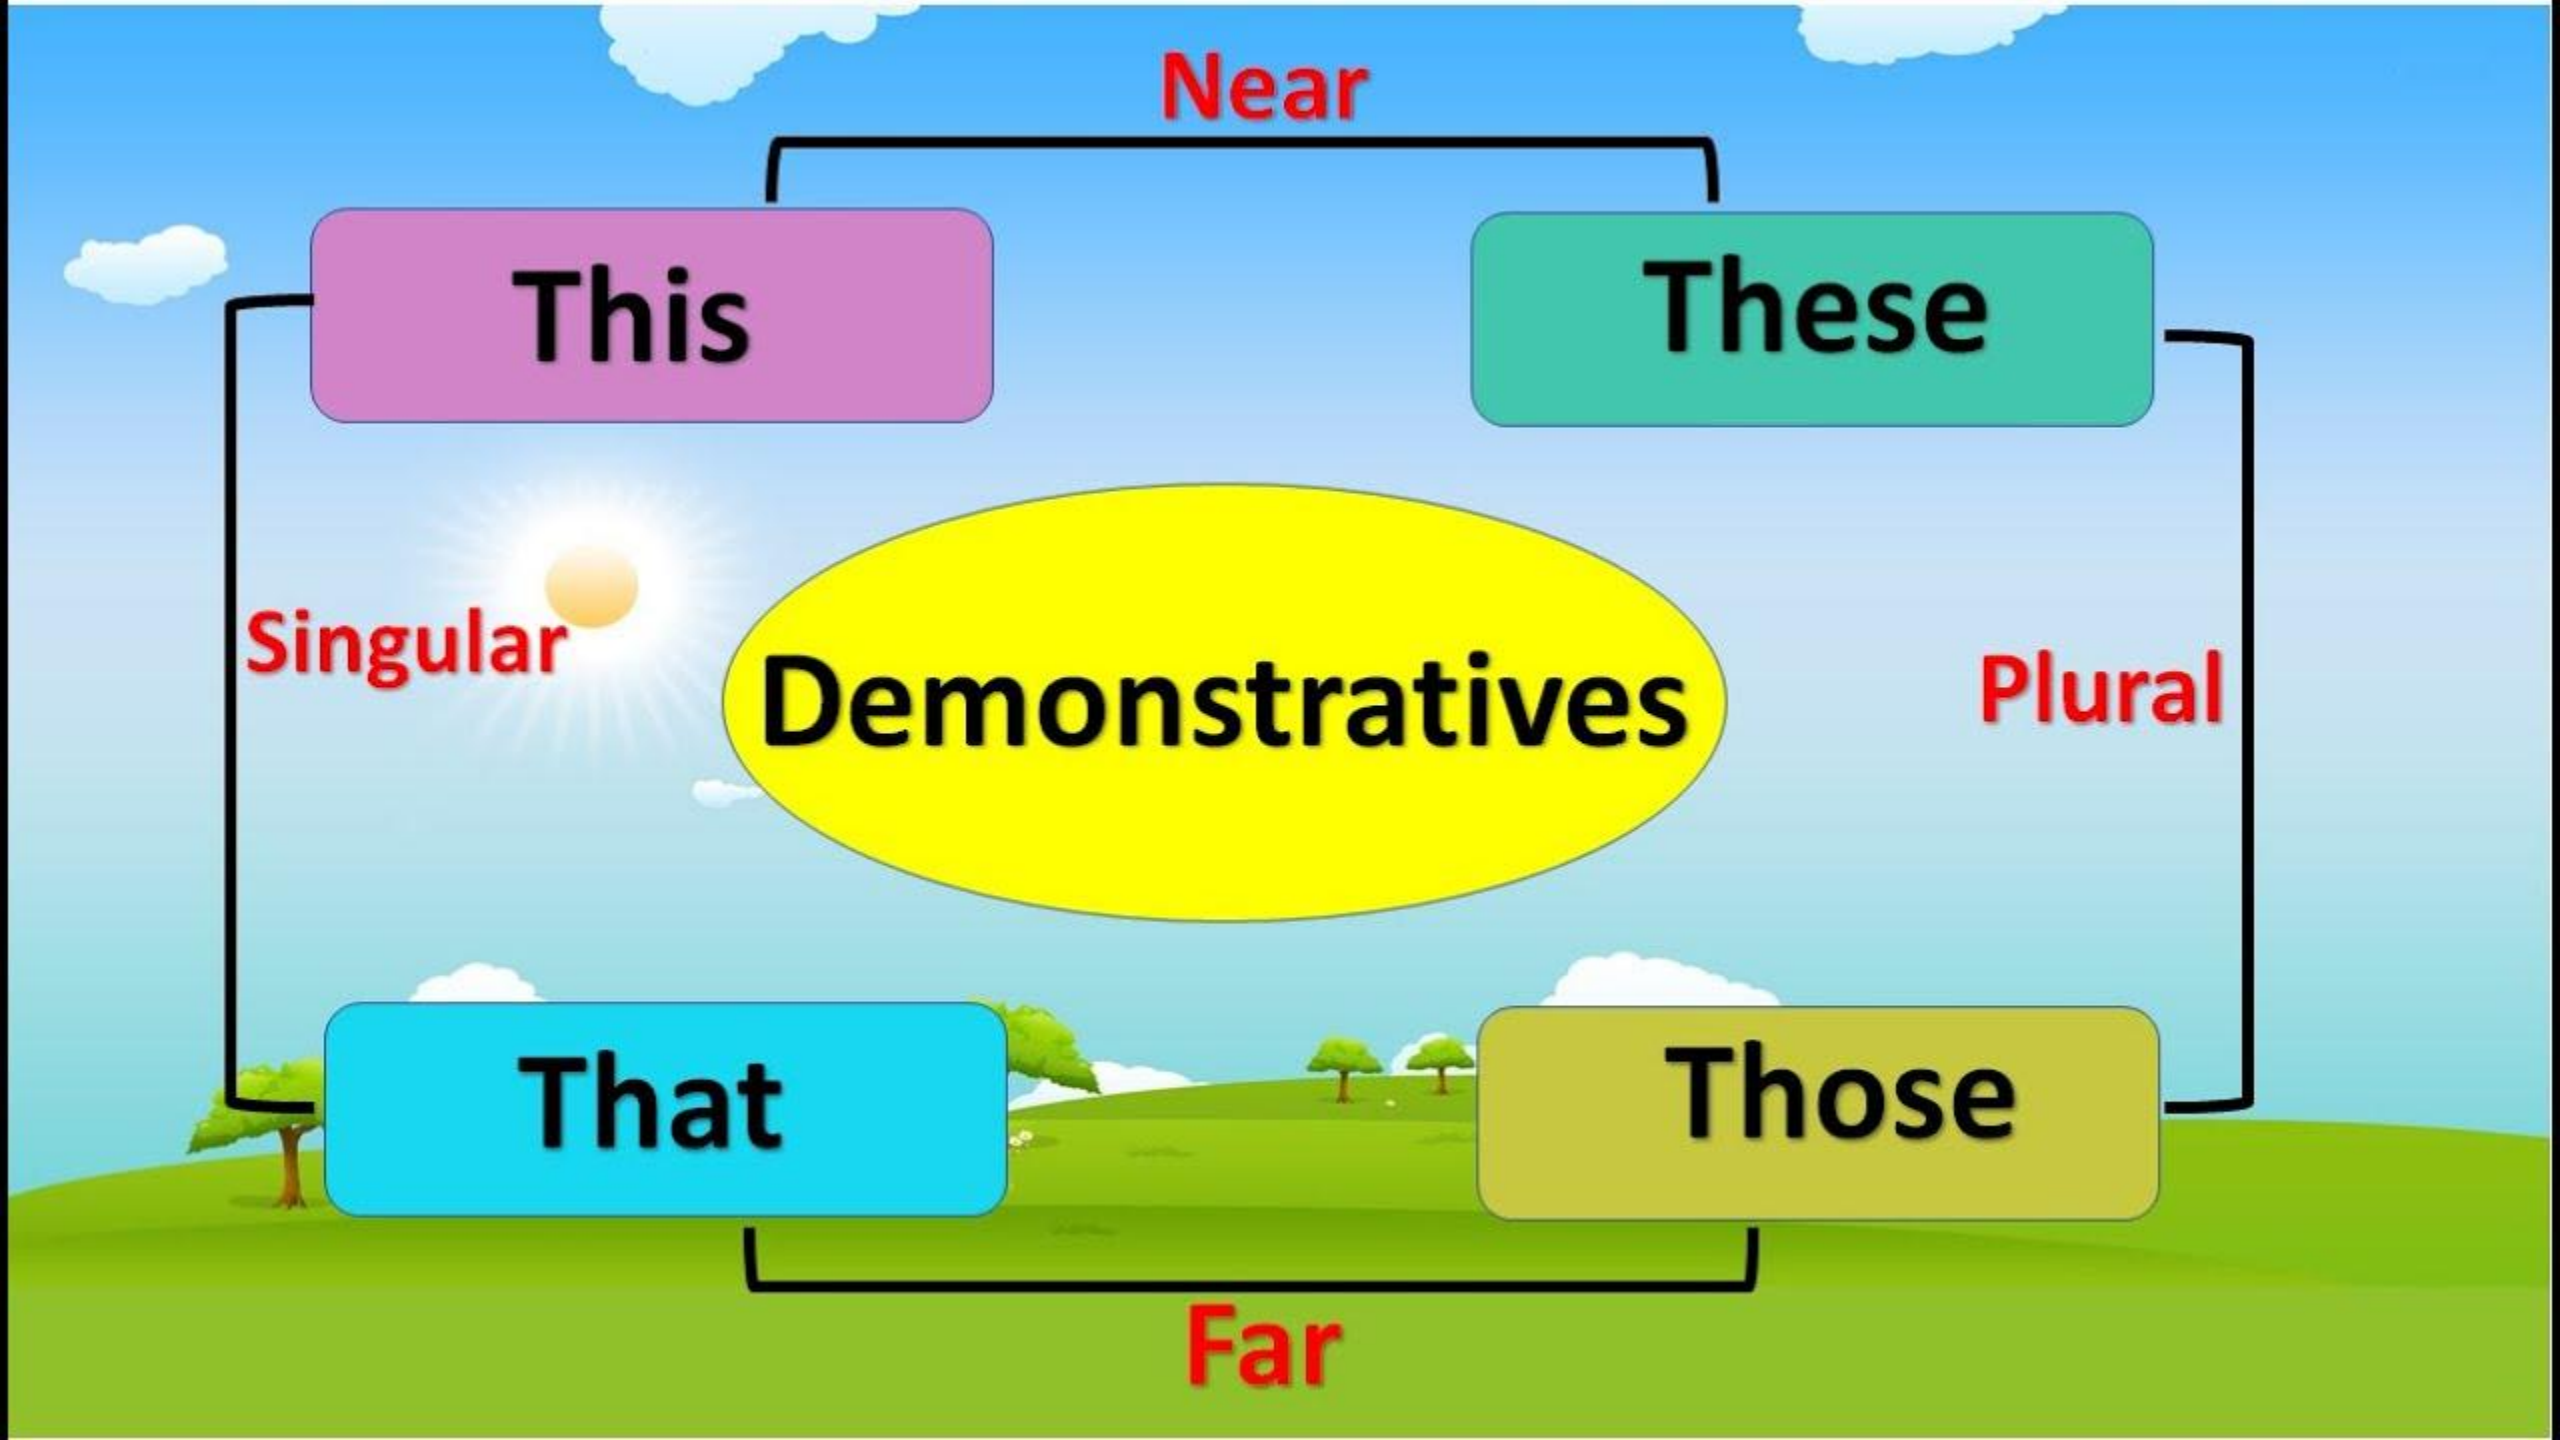 Near
This
These
Singular
Demonstratives
Plural
That
Those
Far